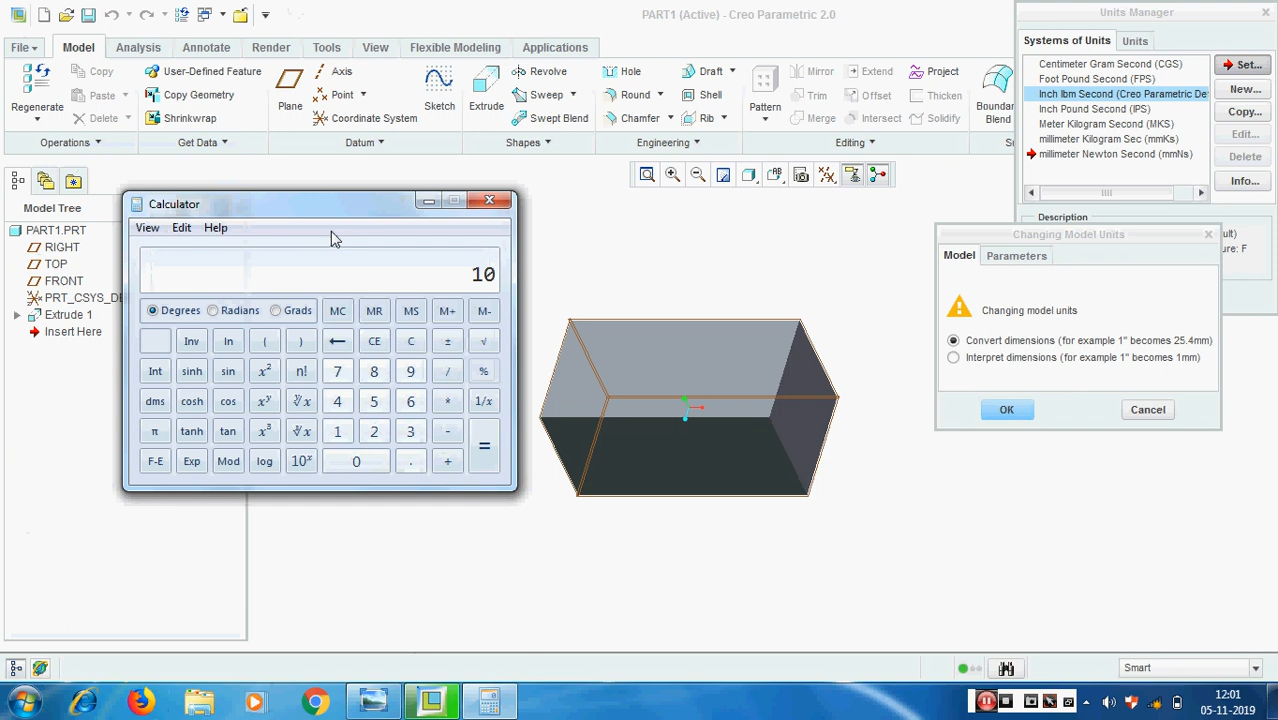 PART1 (Active) - Creo Parametric 2.0
File
Model
Analysis
Annotate
Render
Tools
View
Flexible Modeling
Applications
Regenerate
Copy
Paste
Delete
Operations
User-Defined Feature
Copy Geometry
Shrinkwrap
Get Data
Plane
Axis
Point
Coordinate System
Datum
Sketch
Extrude
Revolve
Sweep
Swept Blend
Shapes
Hole
Round
Chamfer
Draft
Shell
Rib
Engineering
Pattern
Mirror
Trim
Merge
Extend
Offset
Intersect
Project
Thicken
Solidify
Editing
Boundar
Blend
Su
Units Manager
Systems of Units
Units
Centimeter Gram Second (CGS)
Foot Pound Second (FPS)
Inch lbm Second (Creo Parametric De
Inch Pound Second (IPS)
Meter Kilogram Second (MKS)
millimeter Kilogram Sec (mmKs)
millimeter Newton Second (mmNs)
Set...
New...
Copy...
Edit...
Delete
Info...
Description
ult)
ure: F
Changing Model Units
Model
Parameters
Changing model units
Convert dimensions (for example 1" becomes 25.4mm)
Interpret dimensions (for example 1" becomes 1mm)
OK
Cancel
Model Tree
PART1.PRT
RIGHT
TOP
FRONT
PRT_CSYS_DE
Extrude 1
Insert Here
Calculator
View Edit Help
10
Degrees Radians Grads MC MR MS M+ M-
Inv ln ( ) ← CE C ± √
Int sinh sin x² n! 7 8 9 / %
dms cosh cos xʸ ʸ√x 4 5 6 * 1/x
π tanh tan x³ ³√x 1 2 3 - =
F-E Exp Mod log 10ˣ 0 . +
Smart
12:01
05-11-2019